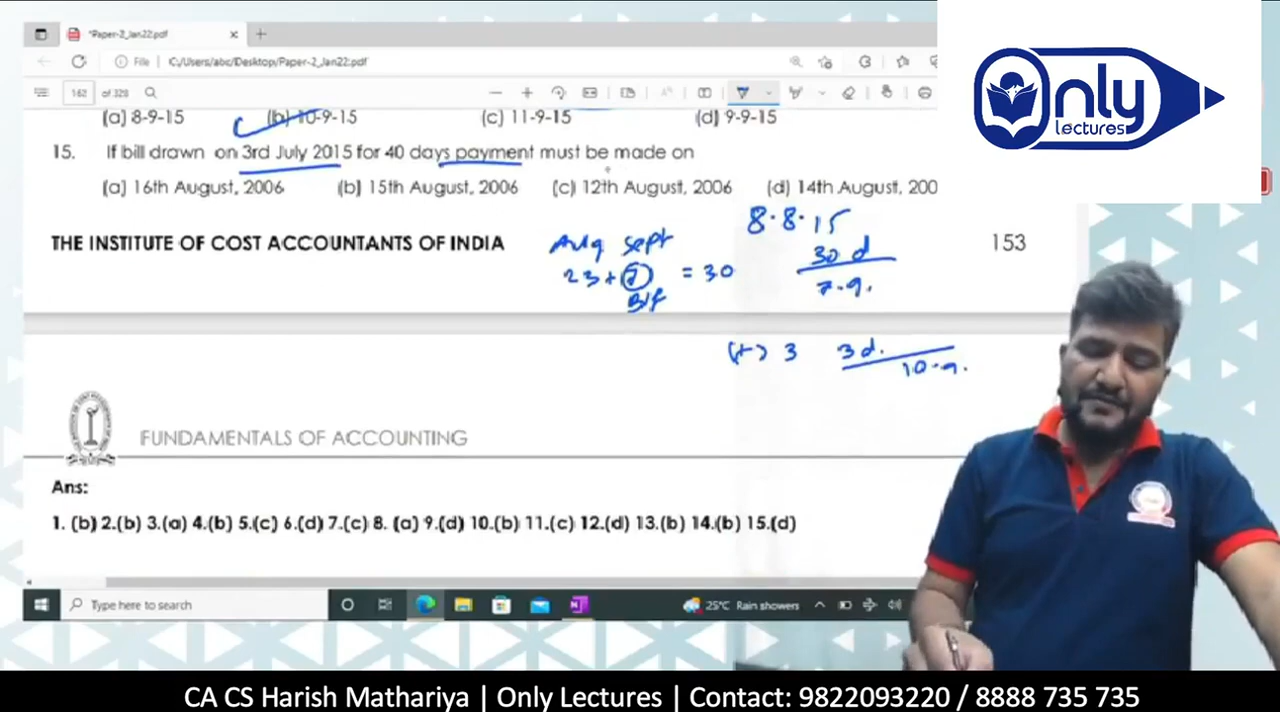 *Paper-2_Jan22.pdf
File | C:/Users/abc/Desktop/Paper-2_Jan22.pdf
162 of 328
Only
lectures
(a) 8-9-15 (b) 10-9-15 (c) 11-9-15 (d) 9-9-15
15. If bill drawn on 3rd July 2015 for 40 days payment must be made on
(a) 16th August, 2006 (b) 15th August, 2006 (c) 12th August, 2006 (d) 14th August, 200
8.8.15
THE INSTITUTE OF COST ACCOUNTANTS OF INDIA
Aug Sept
30 d
153
23 + 7 = 30
7.9.
B/f
(+) 3 3 d.
10.9.
FUNDAMENTALS OF ACCOUNTING
Ans:
1. (b) 2.(b) 3.(a) 4.(b) 5.(c) 6.(d) 7.(c) 8. (a) 9.(d) 10.(b) 11.(c) 12.(d) 13.(b) 14.(b) 15.(d)
Type here to search
25°C Rain showers
CA CS Harish Mathariya | Only Lectures | Contact: 9822093220 / 8888 735 735